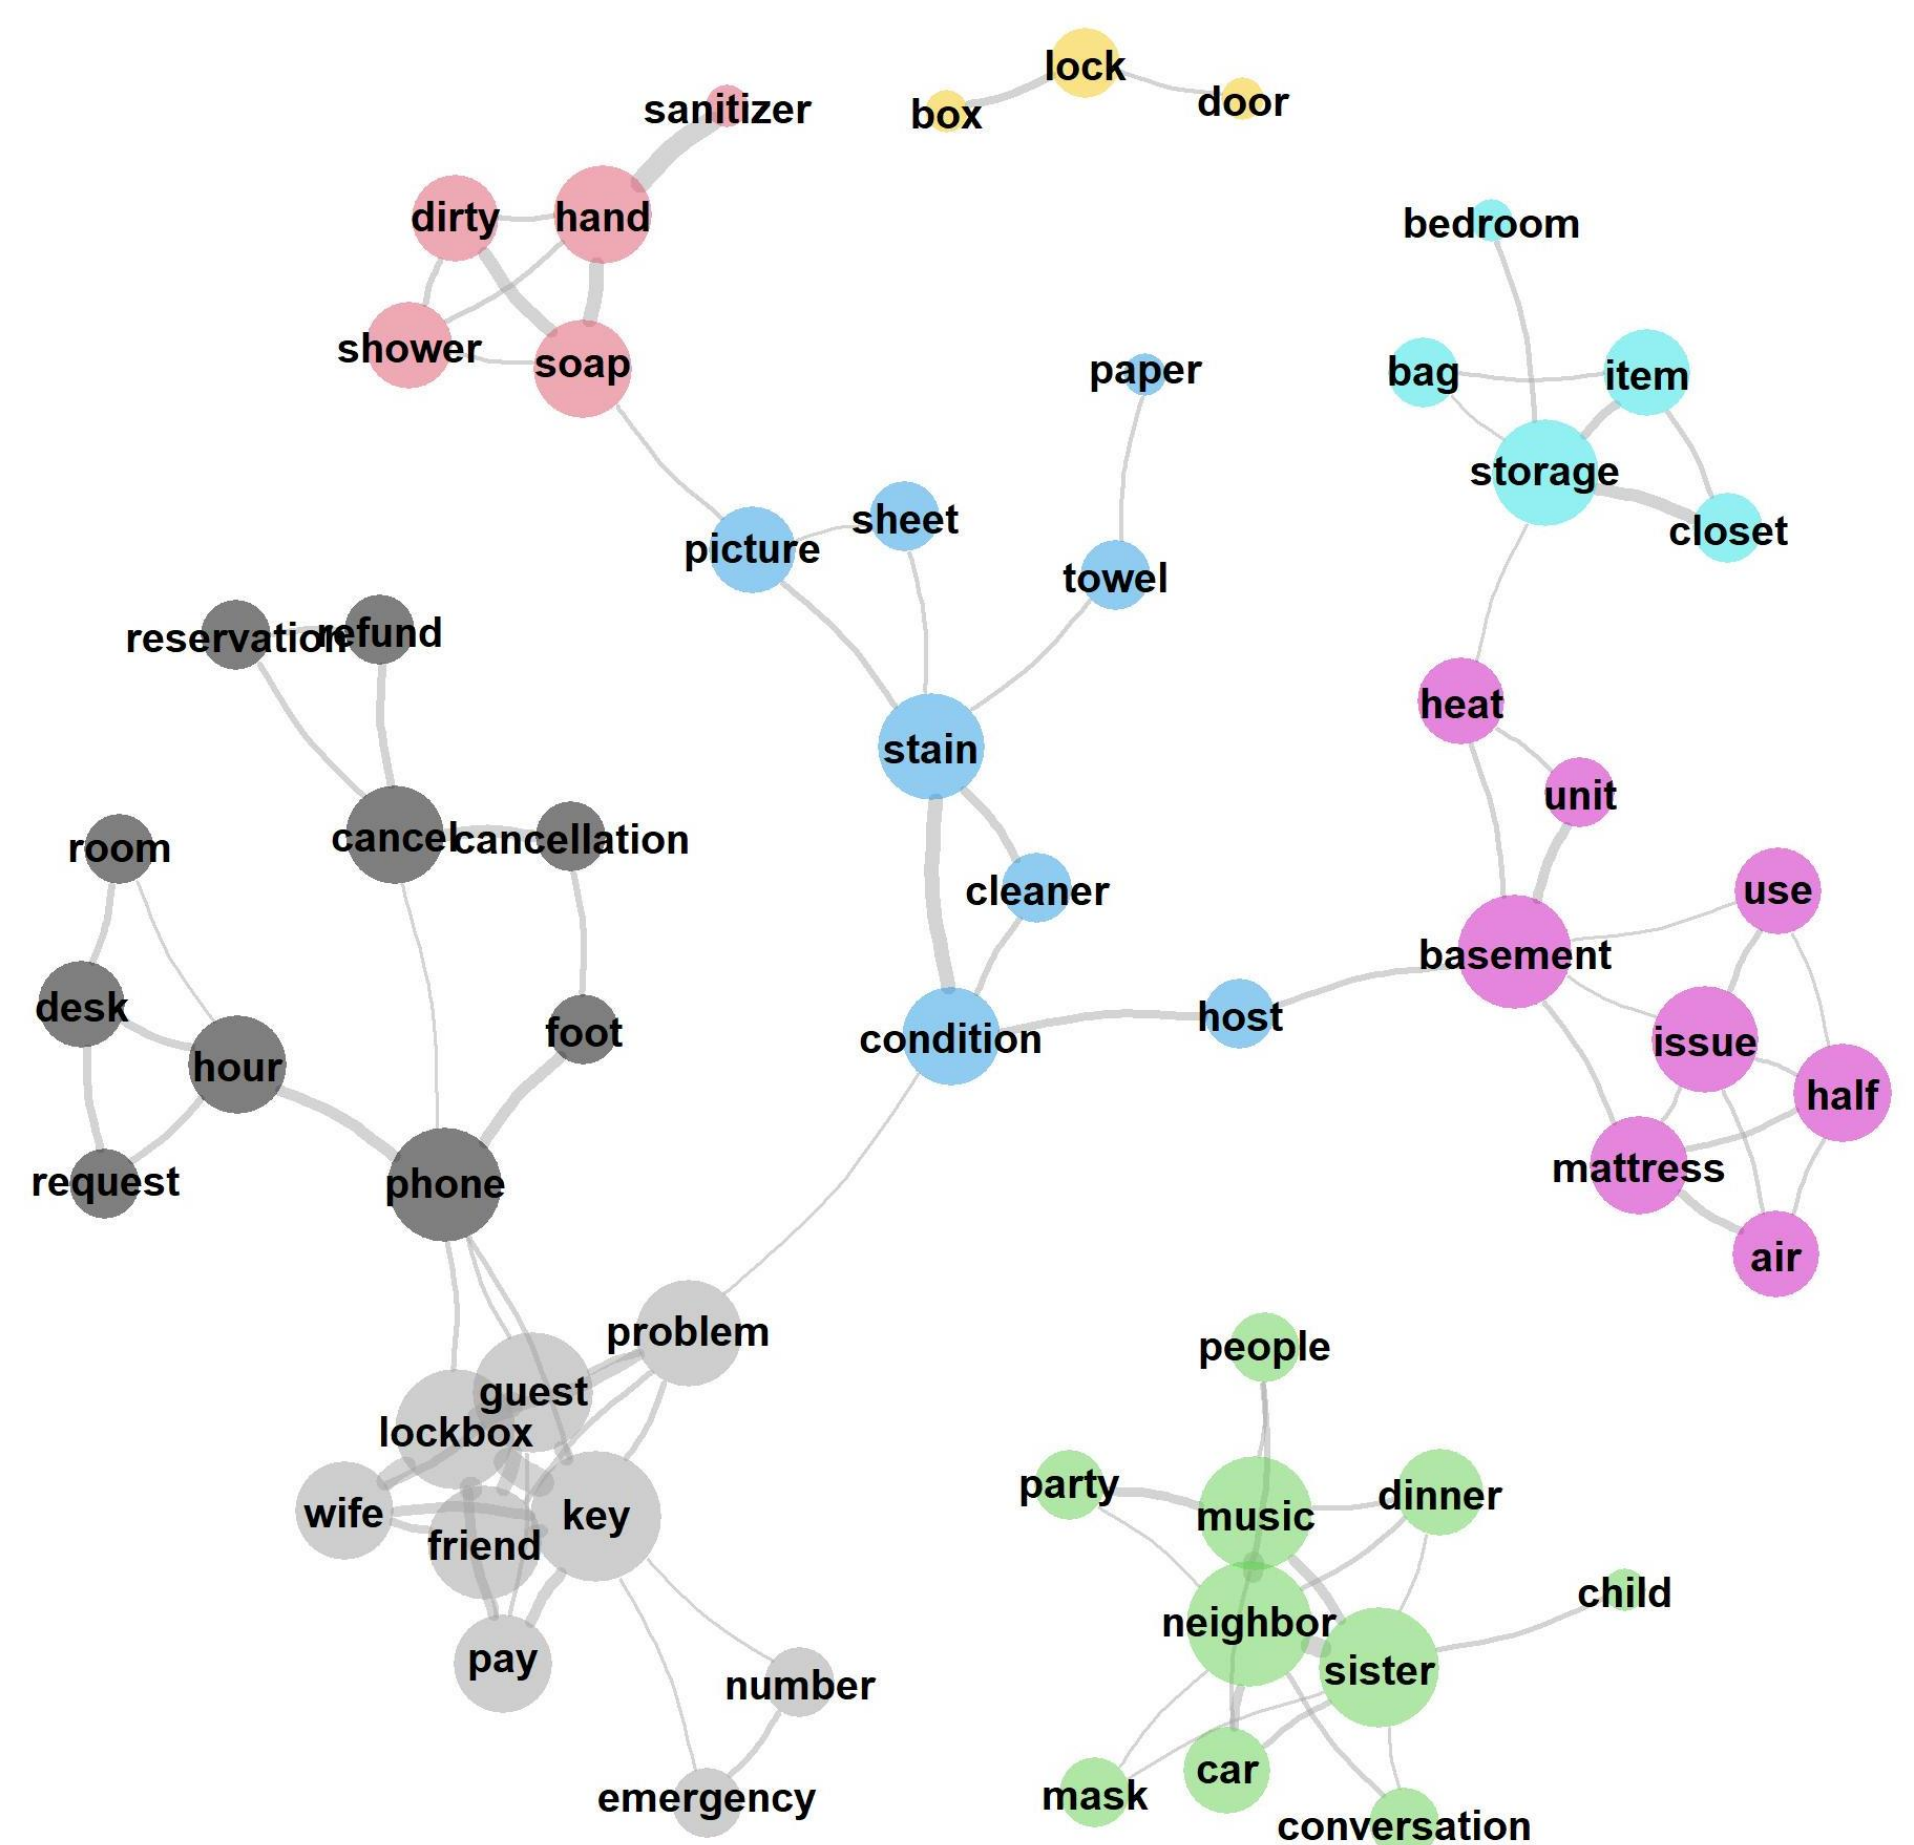 lock
box
door
sanitizer
dirty
hand
shower
soap
bedroom
bag
item
storage
closet
paper
sheet
picture
towel
stain
cleaner
condition
host
reservation
refund
cancel
cancellation
room
desk
hour
foot
request
phone
heat
unit
basement
use
issue
half
mattress
air
problem
guest
lockbox
wife
key
friend
pay
number
emergency
people
party
music
dinner
neighbor
child
sister
car
mask
conversation